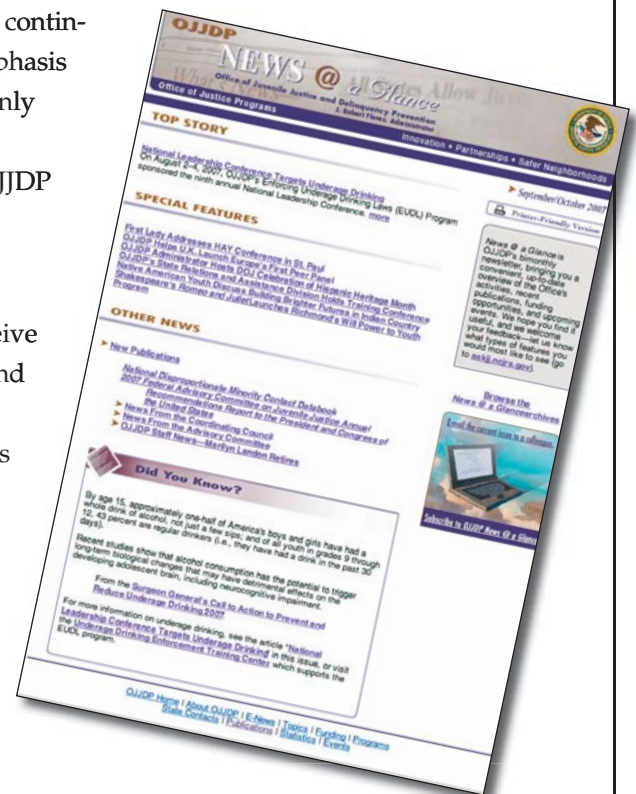 contin-
phasis
nly
JJDP
eive
nd
s
OJJDP
NEWS @ a Glance
Office of Juvenile Justice and Delinquency Prevention
J. Robert Flores, Administrator
Office of Justice Programs
Innovation • Partnerships • Safer Neighborhoods
TOP STORY
National Leadership Conference Targets Underage Drinking
On August 2–4, 2007, OJJDP's Enforcing Underage Drinking Laws (EUDL) Program
sponsored the ninth annual National Leadership Conference. more
SPECIAL FEATURES
First Lady Addresses HAY Conference in St. Paul
OJJDP Helps U.K. Launch Europe's First Peer Panel
OJJDP Administrator Hosts DOJ Celebration of Hispanic Heritage Month
OJJDP's State Relations and Assistance Division Holds Training Conference
Native American Youth Discuss Building Brighter Futures in Indian Country
Shakespeare's Romeo and Juliet Launches Richmond's Will Power to Youth
Program
OTHER NEWS
New Publications
National Disproportionate Minority Contact Databook
2007 Federal Advisory Committee on Juvenile Justice Annual
Recommendations Report to the President and Congress of
the United States
News From the Coordinating Council
News From the Advisory Committee
OJJDP Staff News—Marilyn Landon Retires
Did You Know?
By age 15, approximately one-half of America's boys and girls have had a
whole drink of alcohol, not just a few sips; and of all youth in grades 9 through
12, 43 percent are regular drinkers (i.e., they have had a drink in the past 30
days).
Recent studies show that alcohol consumption has the potential to trigger
long-term biological changes that may have detrimental effects on the
developing adolescent brain, including neurocognitive impairment.
From the Surgeon General's Call to Action to Prevent and
Reduce Underage Drinking 2007.
For more information on underage drinking, see the article "National
Leadership Conference Targets Underage Drinking in this issue, or visit
the Underage Drinking Enforcement Training Center, which supports the
EUDL program.
September/October 2007
Printer-Friendly Version
News @ a Glance is
OJJDP's bimonthly
newsletter, bringing you a
convenient, up-to-date
overview of the Office's
activities, recent
publications, funding
opportunities, and upcoming
events. We hope you find it
useful, and we welcome
your feedback—let us know
what types of features you
would most like to see (go
to askjj.ncjrs.gov).
Browse the
News @ a Glance archives
E-mail the current issue to a colleague.
Subscribe to OJJDP News @ a Glance
OJJDP Home | About OJJDP | E-News | Topics | Funding | Programs
State Contacts | Publications | Statistics | Events